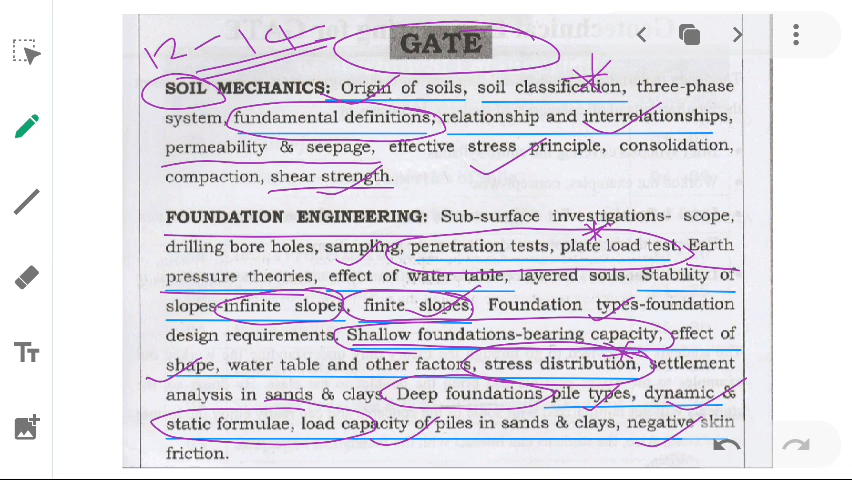 12-14
GATE
SOIL MECHANICS: Origin of soils, soil classification, three-phase
system, fundamental definitions, relationship and interrelationships,
permeability & seepage, effective stress principle, consolidation,
compaction, shear strength.
FOUNDATION ENGINEERING: Sub-surface investigations- scope,
drilling bore holes, sampling, penetration tests, plate load test. Earth
pressure theories, effect of water table, layered soils. Stability of
slopes-infinite slopes, finite slopes. Foundation types-foundation
design requirements. Shallow foundations-bearing capacity, effect of
shape, water table and other factors, stress distribution, settlement
analysis in sands & clays. Deep foundations pile types, dynamic &
static formulae, load capacity of piles in sands & clays, negative skin
friction.
Tт